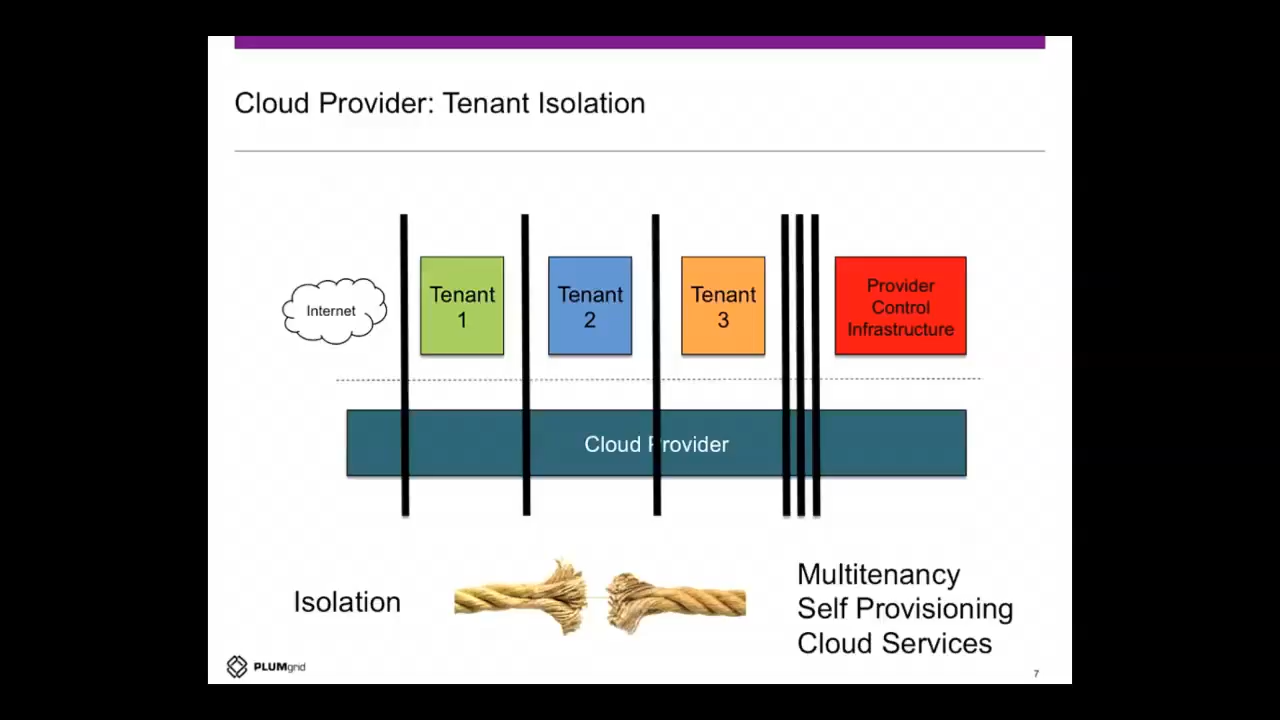 Cloud Provider: Tenant Isolation
Internet
Tenant
1
Tenant
2
Tenant
3
Provider
Control
Infrastructure
Cloud Provider
Isolation
Multitenancy
Self Provisioning
Cloud Services
PLUMgrid
7